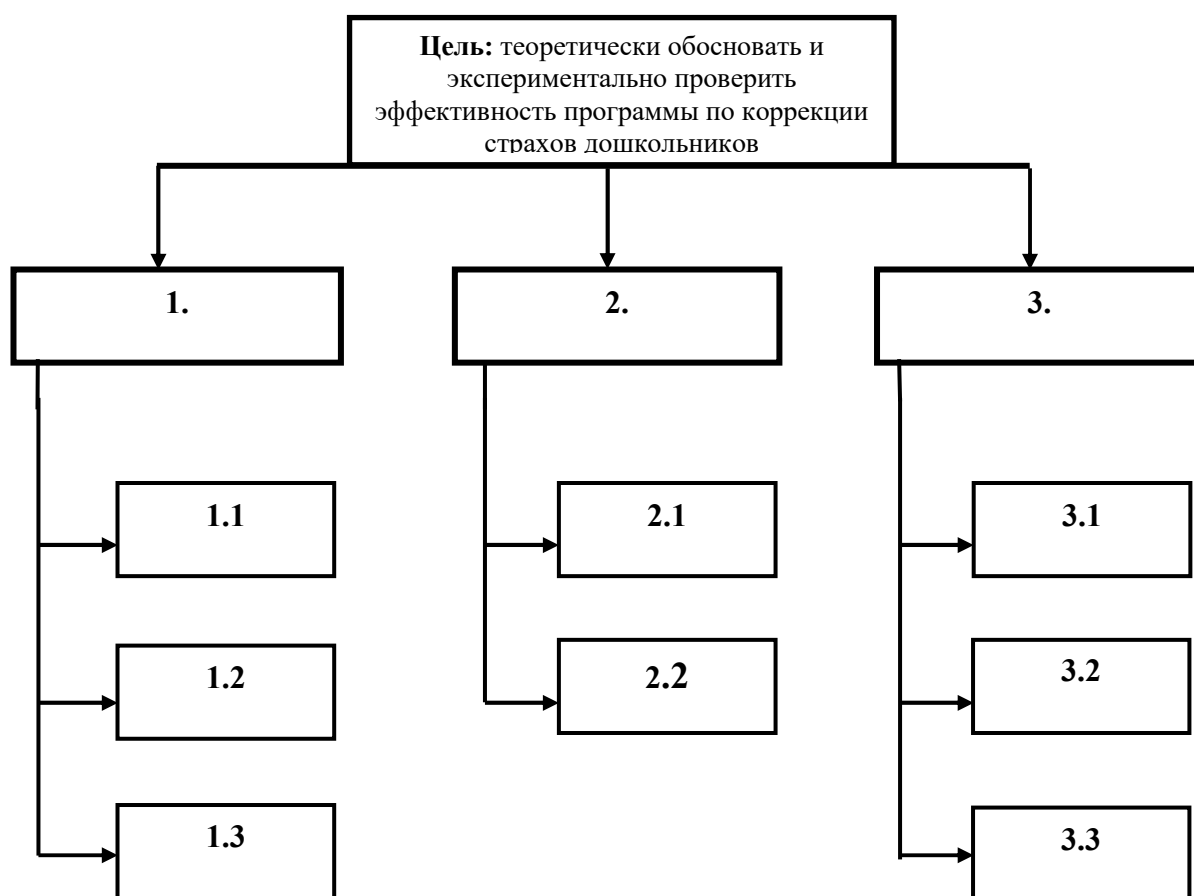 Цель: теоретически обосновать и
экспериментально проверить
эффективность программы по коррекции
страхов дошкольников
1.
2.
3.
1.1
2.1
3.1
1.2
2.2
3.2
1.3
3.3